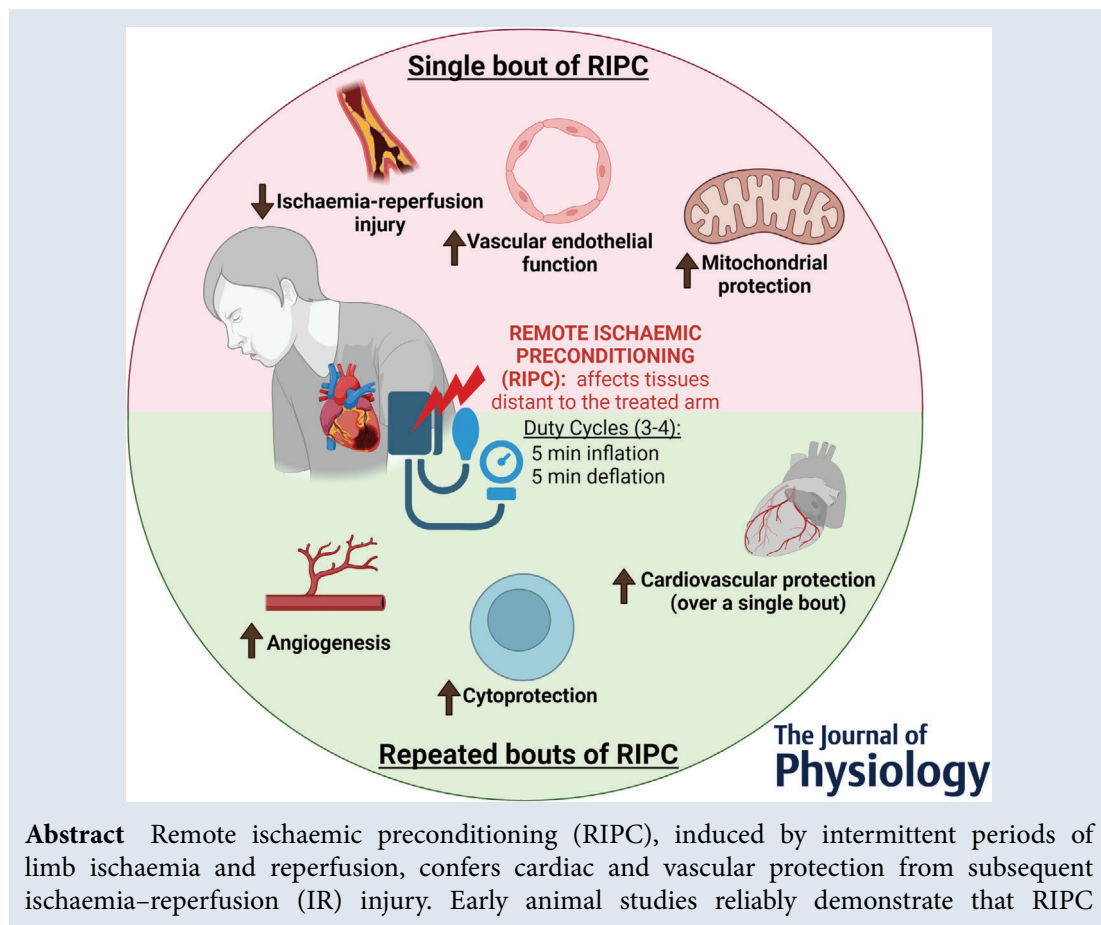 Single bout of RIPC
Ischaemia-reperfusion
injury
Vascular endothelial
function
Mitochondrial
protection
REMOTE ISCHAEMIC
PRECONDITIONING
(RIPC): affects tissues
distant to the treated arm
Duty Cycles (3-4):
5 min inflation
5 min deflation
Cardiovascular protection
(over a single bout)
Angiogenesis
Cytoprotection
Repeated bouts of RIPC
The Journal of
Physiology
Abstract Remote ischaemic preconditioning (RIPC), induced by intermittent periods of
limb ischaemia and reperfusion, confers cardiac and vascular protection from subsequent
ischaemia–reperfusion (IR) injury. Early animal studies reliably demonstrate that RIPC